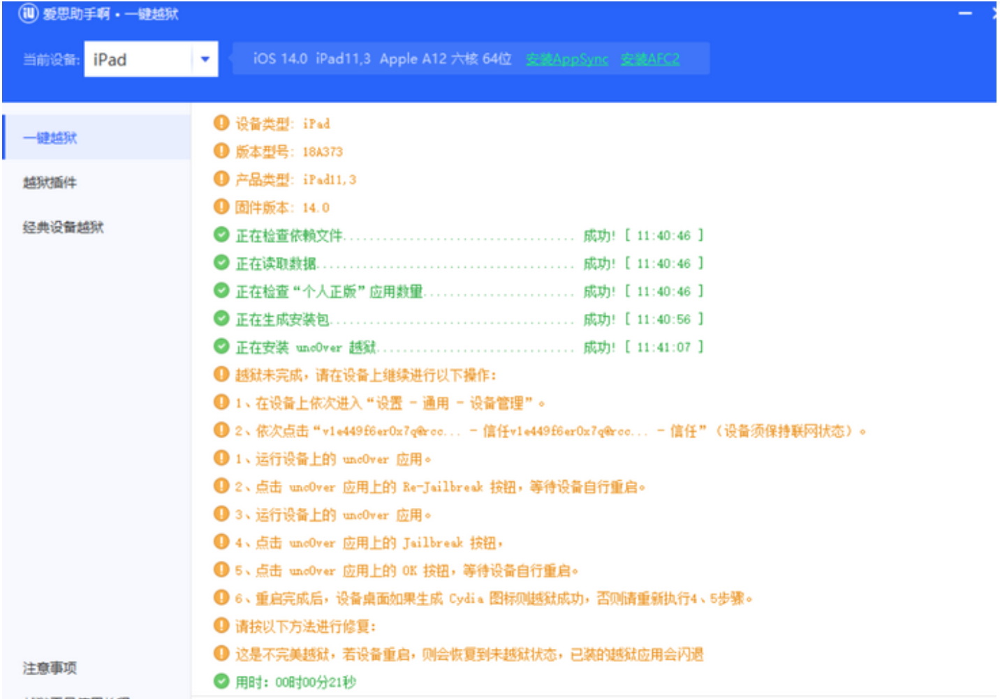 爱思助手啊・一键越狱
当前设备: iPad iOS 14.0 iPad11,3 Apple A12 六核 64位 安装AppSync 安装AFC2
一键越狱
越狱插件
经典设备越狱
注意事项
设备类型: iPad
版本型号: 18A373
产品类型: iPad11,3
固件版本: 14.0
正在检查依赖文件.................................. 成功! [ 11:40:46 ]
正在读取数据...................................... 成功! [ 11:40:46 ]
正在检查“个人正版”应用数量....................... 成功! [ 11:40:46 ]
正在生成安装包.................................... 成功! [ 11:40:56 ]
正在安装 unc0ver 越狱............................. 成功! [ 11:41:07 ]
越狱未完成，请在设备上继续进行以下操作:
1、在设备上依次进入“设置 - 通用 - 设备管理”。
2、依次点击“v1e449f6er0x7q@rcc... - 信任v1e449f6er0x7q@rcc... - 信任”（设备须保持联网状态）。
1、运行设备上的 unc0ver 应用。
2、点击 unc0ver 应用上的 Re-Jailbreak 按钮，等待设备自行重启。
3、运行设备上的 unc0ver 应用。
4、点击 unc0ver 应用上的 Jailbreak 按钮，
5、点击 unc0ver 应用上的 OK 按钮，等待设备自行重启。
6、重启完成后，设备桌面如果生成 Cydia 图标则越狱成功，否则请重新执行4、5步骤。
请按以下方法进行修复:
这是不完美越狱，若设备重启，则会恢复到未越狱状态，已装的越狱应用会闪退
用时: 00时00分21秒